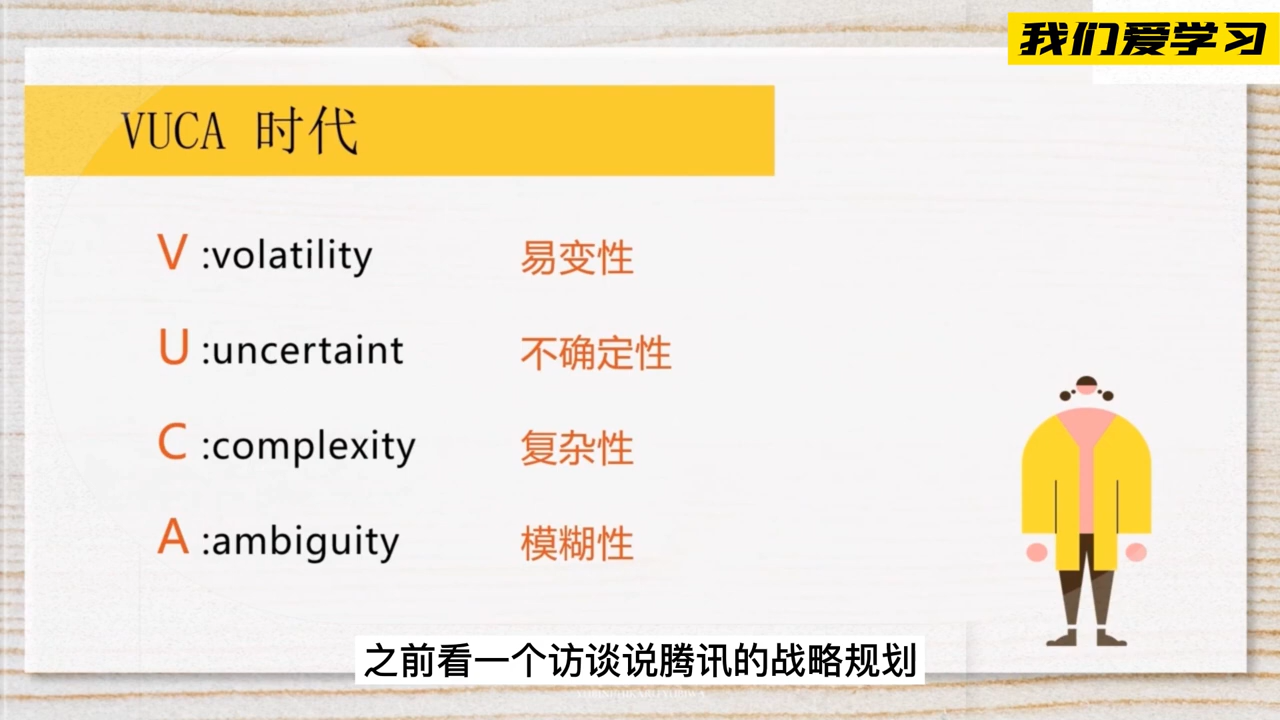 我们爱学习
VUCA 时代
V :volatility 易变性
U :uncertaint 不确定性
C :complexity 复杂性
A :ambiguity 模糊性
之前看一个访谈说腾讯的战略规划